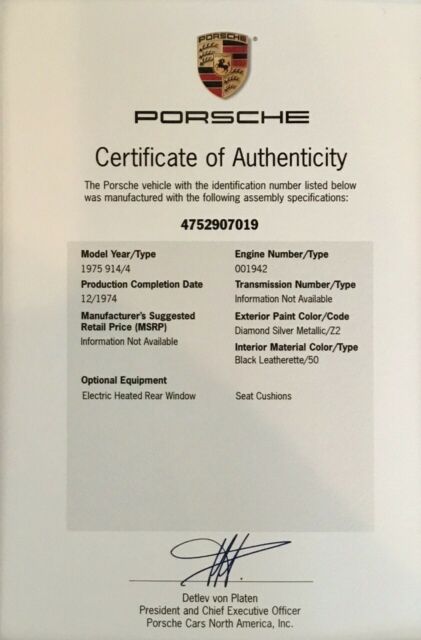 PORSCHE
PORSCHE
Certificate of Authenticity
The Porsche vehicle with the identification number listed below
was manufactured with the following assembly specifications:
4752907019
Model Year/Type
1975 914/4
Production Completion Date
12/1974
Manufacturer's Suggested
Retail Price (MSRP)
Information Not Available
Engine Number/Type
001942
Transmission Number/Type
Information Not Available
Exterior Paint Color/Code
Diamond Silver Metallic/Z2
Interior Material Color/Type
Black Leatherette/50
Optional Equipment
Electric Heated Rear Window
Seat Cushions
Detlev von Platen
President and Chief Executive Officer
Porsche Cars North America, Inc.